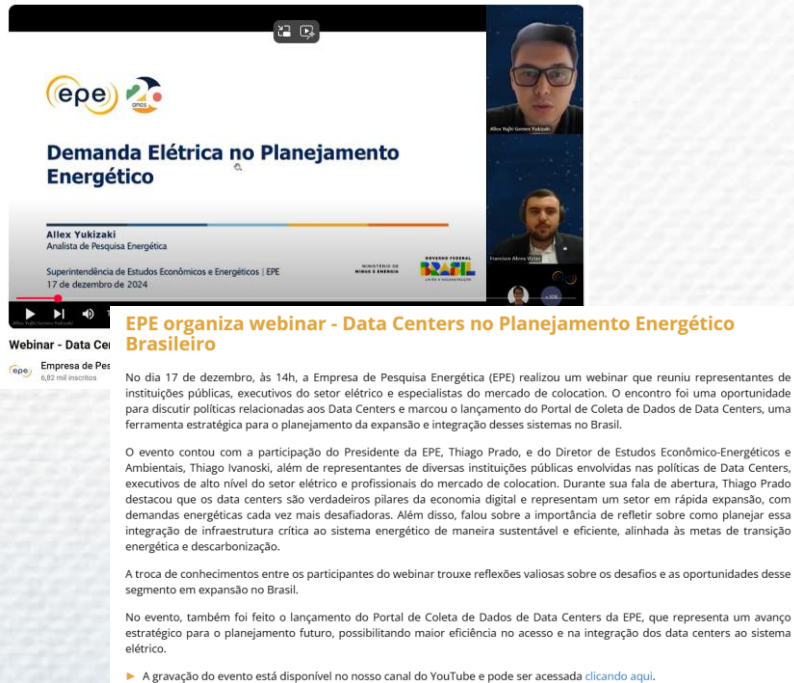 epe
20
anos
Demanda Elétrica no Planejamento
Energético
Allex Yukizaki
Analista de Pesquisa Energética
Superintendência de Estudos Econômicos e Energéticos | EPE
17 de dezembro de 2024
MINISTÉRIO DE
MINAS E ENERGIA
GOVERNO FEDERAL
BRASIL
UNIÃO E RECONSTRUÇÃO
Allex Yujhi Gomes Yukizaki
Webinar - Data Cen
Empresa de Pes
6,82 mil inscritos
EPE organiza webinar - Data Centers no Planejamento Energético
Brasileiro
No dia 17 de dezembro, às 14h, a Empresa de Pesquisa Energética (EPE) realizou um webinar que reuniu representantes de
instituições públicas, executivos do setor elétrico e especialistas do mercado de colocation. O encontro foi uma oportunidade
para discutir políticas relacionadas aos Data Centers e marcou o lançamento do Portal de Coleta de Dados de Data Centers, uma
ferramenta estratégica para o planejamento da expansão e integração desses sistemas no Brasil.
O evento contou com a participação do Presidente da EPE, Thiago Prado, e do Diretor de Estudos Econômico-Energéticos e
Ambientais, Thiago Ivanoski, além de representantes de diversas instituições públicas envolvidas nas políticas de Data Centers,
executivos de alto nível do setor elétrico e profissionais do mercado de colocation. Durante sua fala de abertura, Thiago Prado
destacou que os data centers são verdadeiros pilares da economia digital e representam um setor em rápida expansão, com
demandas energéticas cada vez mais desafiadoras. Além disso, falou sobre a importância de refletir sobre como planejar essa
integração de infraestrutura crítica ao sistema energético de maneira sustentável e eficiente, alinhada às metas de transição
energética e descarbonização.
A troca de conhecimentos entre os participantes do webinar trouxe reflexões valiosas sobre os desafios e as oportunidades desse
segmento em expansão no Brasil.
No evento, também foi feito o lançamento do Portal de Coleta de Dados de Data Centers da EPE, que representa um avanço
estratégico para o planejamento futuro, possibilitando maior eficiência no acesso e na integração dos data centers ao sistema
elétrico.
A gravação do evento está disponível no nosso canal do YouTube e pode ser acessada clicando aqui.